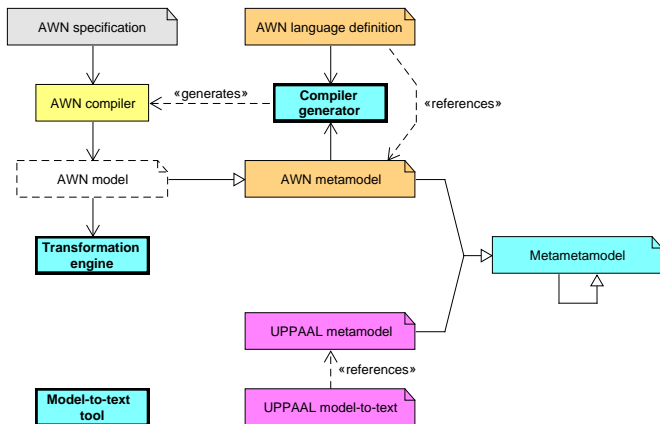 AWN specification
AWN language definition
AWN compiler
«generates»
Compiler
generator
«references»
AWN model
AWN metamodel
Transformation
engine
Metametamodel
UPPAAL metamodel
«references»
Model-to-text
tool
UPPAAL model-to-text